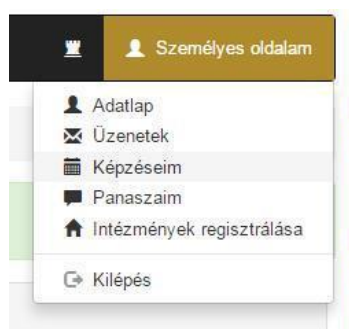 Személyes oldalam
Adatlap
Üzenetek
Képzéseim
Panaszaim
Intézmények regisztrálása
Kilépés